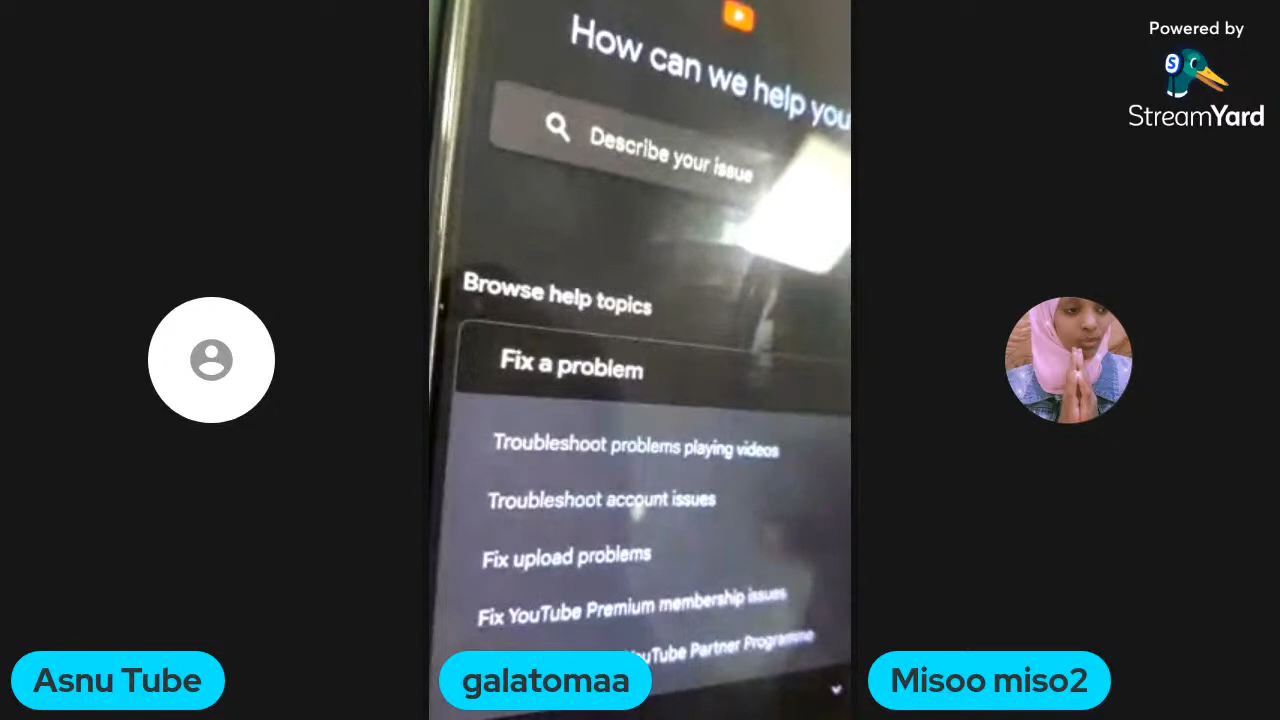 Powered by
StreamYard
How can we help you
Describe your issue
Browse help topics
Fix a problem
Troubleshoot problems playing videos
Troubleshoot account issues
Fix upload problems
Fix YouTube Premium membership issues
YouTube Partner Programme
Asnu Tube
galatomaa
Misoo miso2